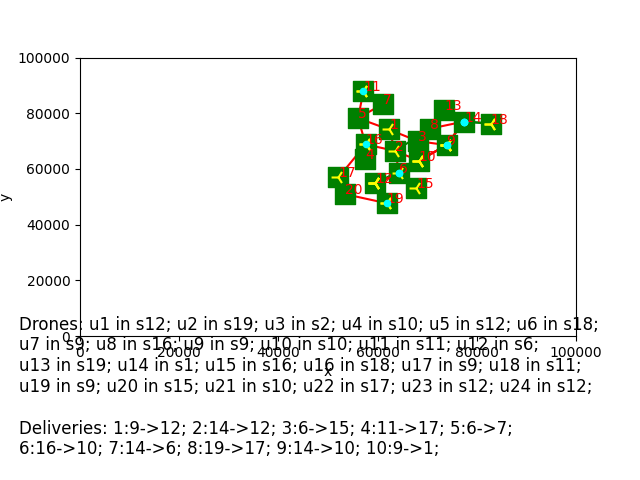 100000
80000
60000
40000
20000
0
y
13
0
20000
40000
60000
80000
100000
x
Drones: u1 in s12; u2 in s19; u3 in s2; u4 in s10; u5 in s12; u6 in s18;
u7 in s9; u8 in s16; u9 in s9; u10 in s10; u11 in s11; u12 in s6;
u13 in s19; u14 in s1; u15 in s16; u16 in s18; u17 in s9; u18 in s11;
u19 in s9; u20 in s15; u21 in s10; u22 in s17; u23 in s12; u24 in s12;
Deliveries: 1:9->12; 2:14->12; 3:6->15; 4:11->17; 5:6->7;
6:16->10; 7:14->6; 8:19->17; 9:14->10; 10:9->1;